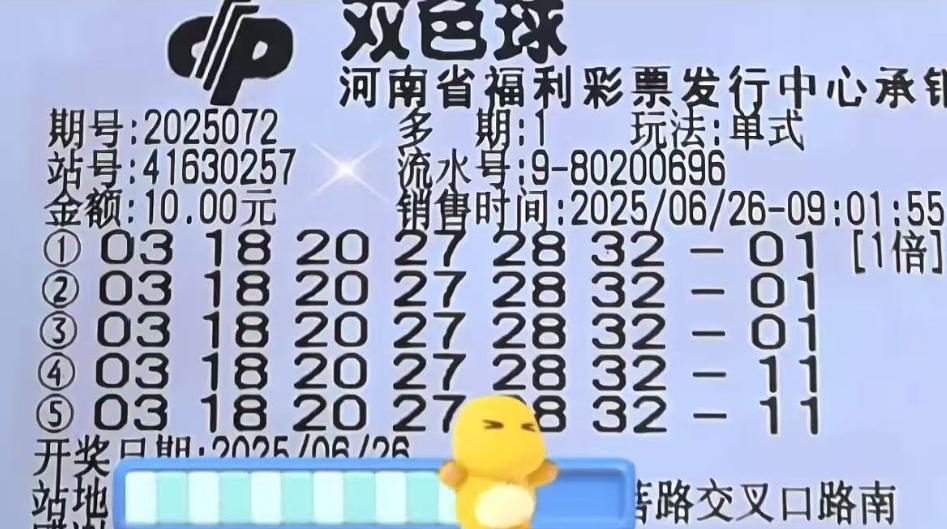 双色球
河南省福利彩票发行中心承
期号:2025072 多 期:1 玩法:单式
站号:41630257 流水号:9-80200696
金额:10.00元 销售时间:2025/06/26-09:01:55
① 03 18 20 27 28 32 - 01 [1倍]
② 03 18 20 27 28 32 - 01
③ 03 18 20 27 28 32 - 01
④ 03 18 20 27 28 32 - 11
⑤ 03 18 20 27 8 32 - 11
开奖日期:2025/06/26
站地 路交叉口路南